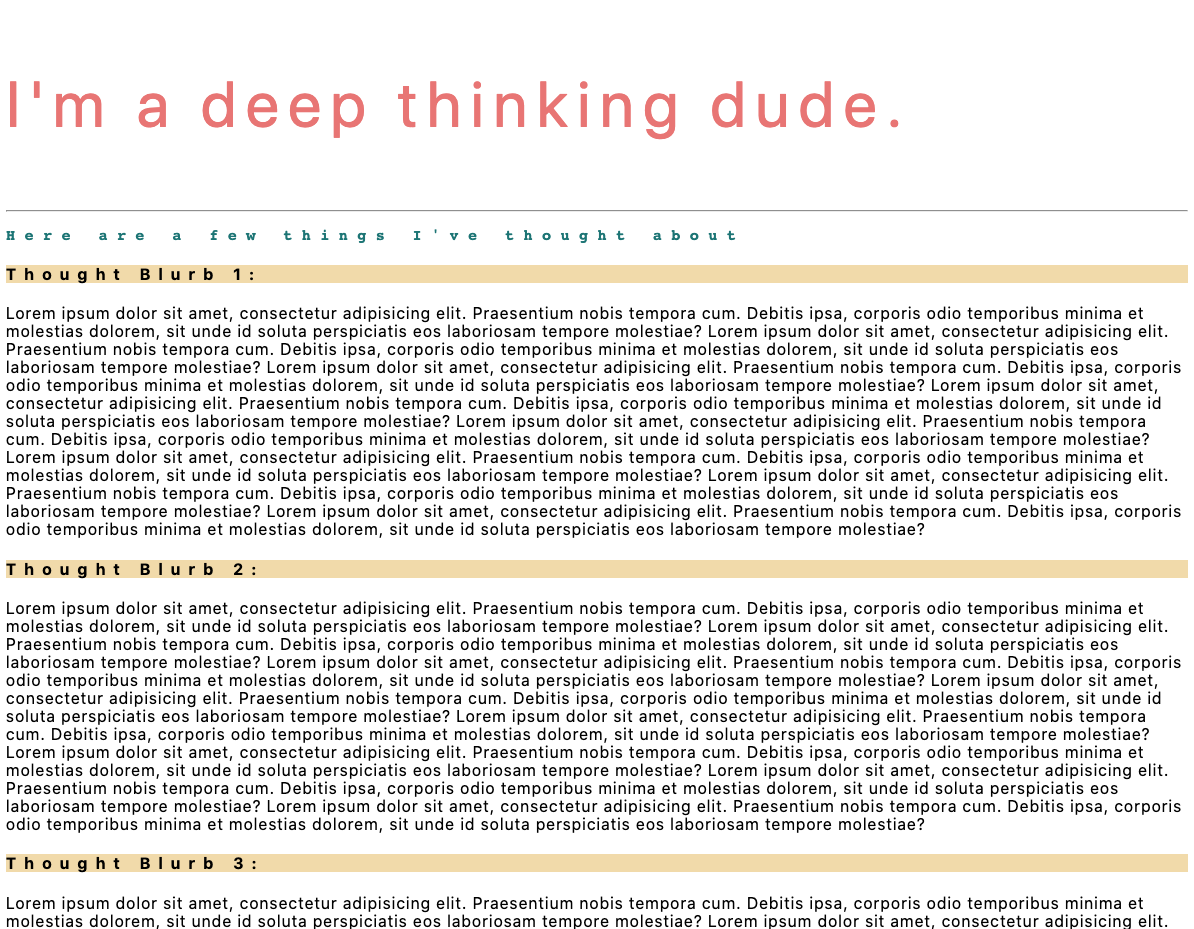 I'm a deep thinking dude.
Here are a few things I've thought about
Thought Blurb 1:
Lorem ipsum dolor sit amet, consectetur adipisicing elit. Praesentium nobis tempora cum. Debitis ipsa, corporis odio temporibus minima et
molestias dolorem, sit unde id soluta perspiciatis eos laboriosam tempore molestiae? Lorem ipsum dolor sit amet, consectetur adipisicing elit.
Praesentium nobis tempora cum. Debitis ipsa, corporis odio temporibus minima et molestias dolorem, sit unde id soluta perspiciatis eos
laboriosam tempore molestiae? Lorem ipsum dolor sit amet, consectetur adipisicing elit. Praesentium nobis tempora cum. Debitis ipsa, corporis
odio temporibus minima et molestias dolorem, sit unde id soluta perspiciatis eos laboriosam tempore molestiae? Lorem ipsum dolor sit amet,
consectetur adipisicing elit. Praesentium nobis tempora cum. Debitis ipsa, corporis odio temporibus minima et molestias dolorem, sit unde id
soluta perspiciatis eos laboriosam tempore molestiae? Lorem ipsum dolor sit amet, consectetur adipisicing elit. Praesentium nobis tempora
cum. Debitis ipsa, corporis odio temporibus minima et molestias dolorem, sit unde id soluta perspiciatis eos laboriosam tempore molestiae?
Lorem ipsum dolor sit amet, consectetur adipisicing elit. Praesentium nobis tempora cum. Debitis ipsa, corporis odio temporibus minima et
molestias dolorem, sit unde id soluta perspiciatis eos laboriosam tempore molestiae? Lorem ipsum dolor sit amet, consectetur adipisicing elit.
Praesentium nobis tempora cum. Debitis ipsa, corporis odio temporibus minima et molestias dolorem, sit unde id soluta perspiciatis eos
laboriosam tempore molestiae? Lorem ipsum dolor sit amet, consectetur adipisicing elit. Praesentium nobis tempora cum. Debitis ipsa, corporis
odio temporibus minima et molestias dolorem, sit unde id soluta perspiciatis eos laboriosam tempore molestiae?
Thought Blurb 2:
Lorem ipsum dolor sit amet, consectetur adipisicing elit. Praesentium nobis tempora cum. Debitis ipsa, corporis odio temporibus minima et
molestias dolorem, sit unde id soluta perspiciatis eos laboriosam tempore molestiae? Lorem ipsum dolor sit amet, consectetur adipisicing elit.
Praesentium nobis tempora cum. Debitis ipsa, corporis odio temporibus minima et molestias dolorem, sit unde id soluta perspiciatis eos
laboriosam tempore molestiae? Lorem ipsum dolor sit amet, consectetur adipisicing elit. Praesentium nobis tempora cum. Debitis ipsa, corporis
odio temporibus minima et molestias dolorem, sit unde id soluta perspiciatis eos laboriosam tempore molestiae? Lorem ipsum dolor sit amet,
consectetur adipisicing elit. Praesentium nobis tempora cum. Debitis ipsa, corporis odio temporibus minima et molestias dolorem, sit unde id
soluta perspiciatis eos laboriosam tempore molestiae? Lorem ipsum dolor sit amet, consectetur adipisicing elit. Praesentium nobis tempora
cum. Debitis ipsa, corporis odio temporibus minima et molestias dolorem, sit unde id soluta perspiciatis eos laboriosam tempore molestiae?
Lorem ipsum dolor sit amet, consectetur adipisicing elit. Praesentium nobis tempora cum. Debitis ipsa, corporis odio temporibus minima et
molestias dolorem, sit unde id soluta perspiciatis eos laboriosam tempore molestiae? Lorem ipsum dolor sit amet, consectetur adipisicing elit.
Praesentium nobis tempora cum. Debitis ipsa, corporis odio temporibus minima et molestias dolorem, sit unde id soluta perspiciatis eos
laboriosam tempore molestiae? Lorem ipsum dolor sit amet, consectetur adipisicing elit. Praesentium nobis tempora cum. Debitis ipsa, corporis
odio temporibus minima et molestias dolorem, sit unde id soluta perspiciatis eos laboriosam tempore molestiae?
Thought Blurb 3:
Lorem ipsum dolor sit amet, consectetur adipisicing elit. Praesentium nobis tempora cum. Debitis ipsa, corporis odio temporibus minima et
molestias dolorem, sit unde id soluta perspiciatis eos laboriosam tempore molestiae? Lorem ipsum dolor sit amet, consectetur adipisicing elit.